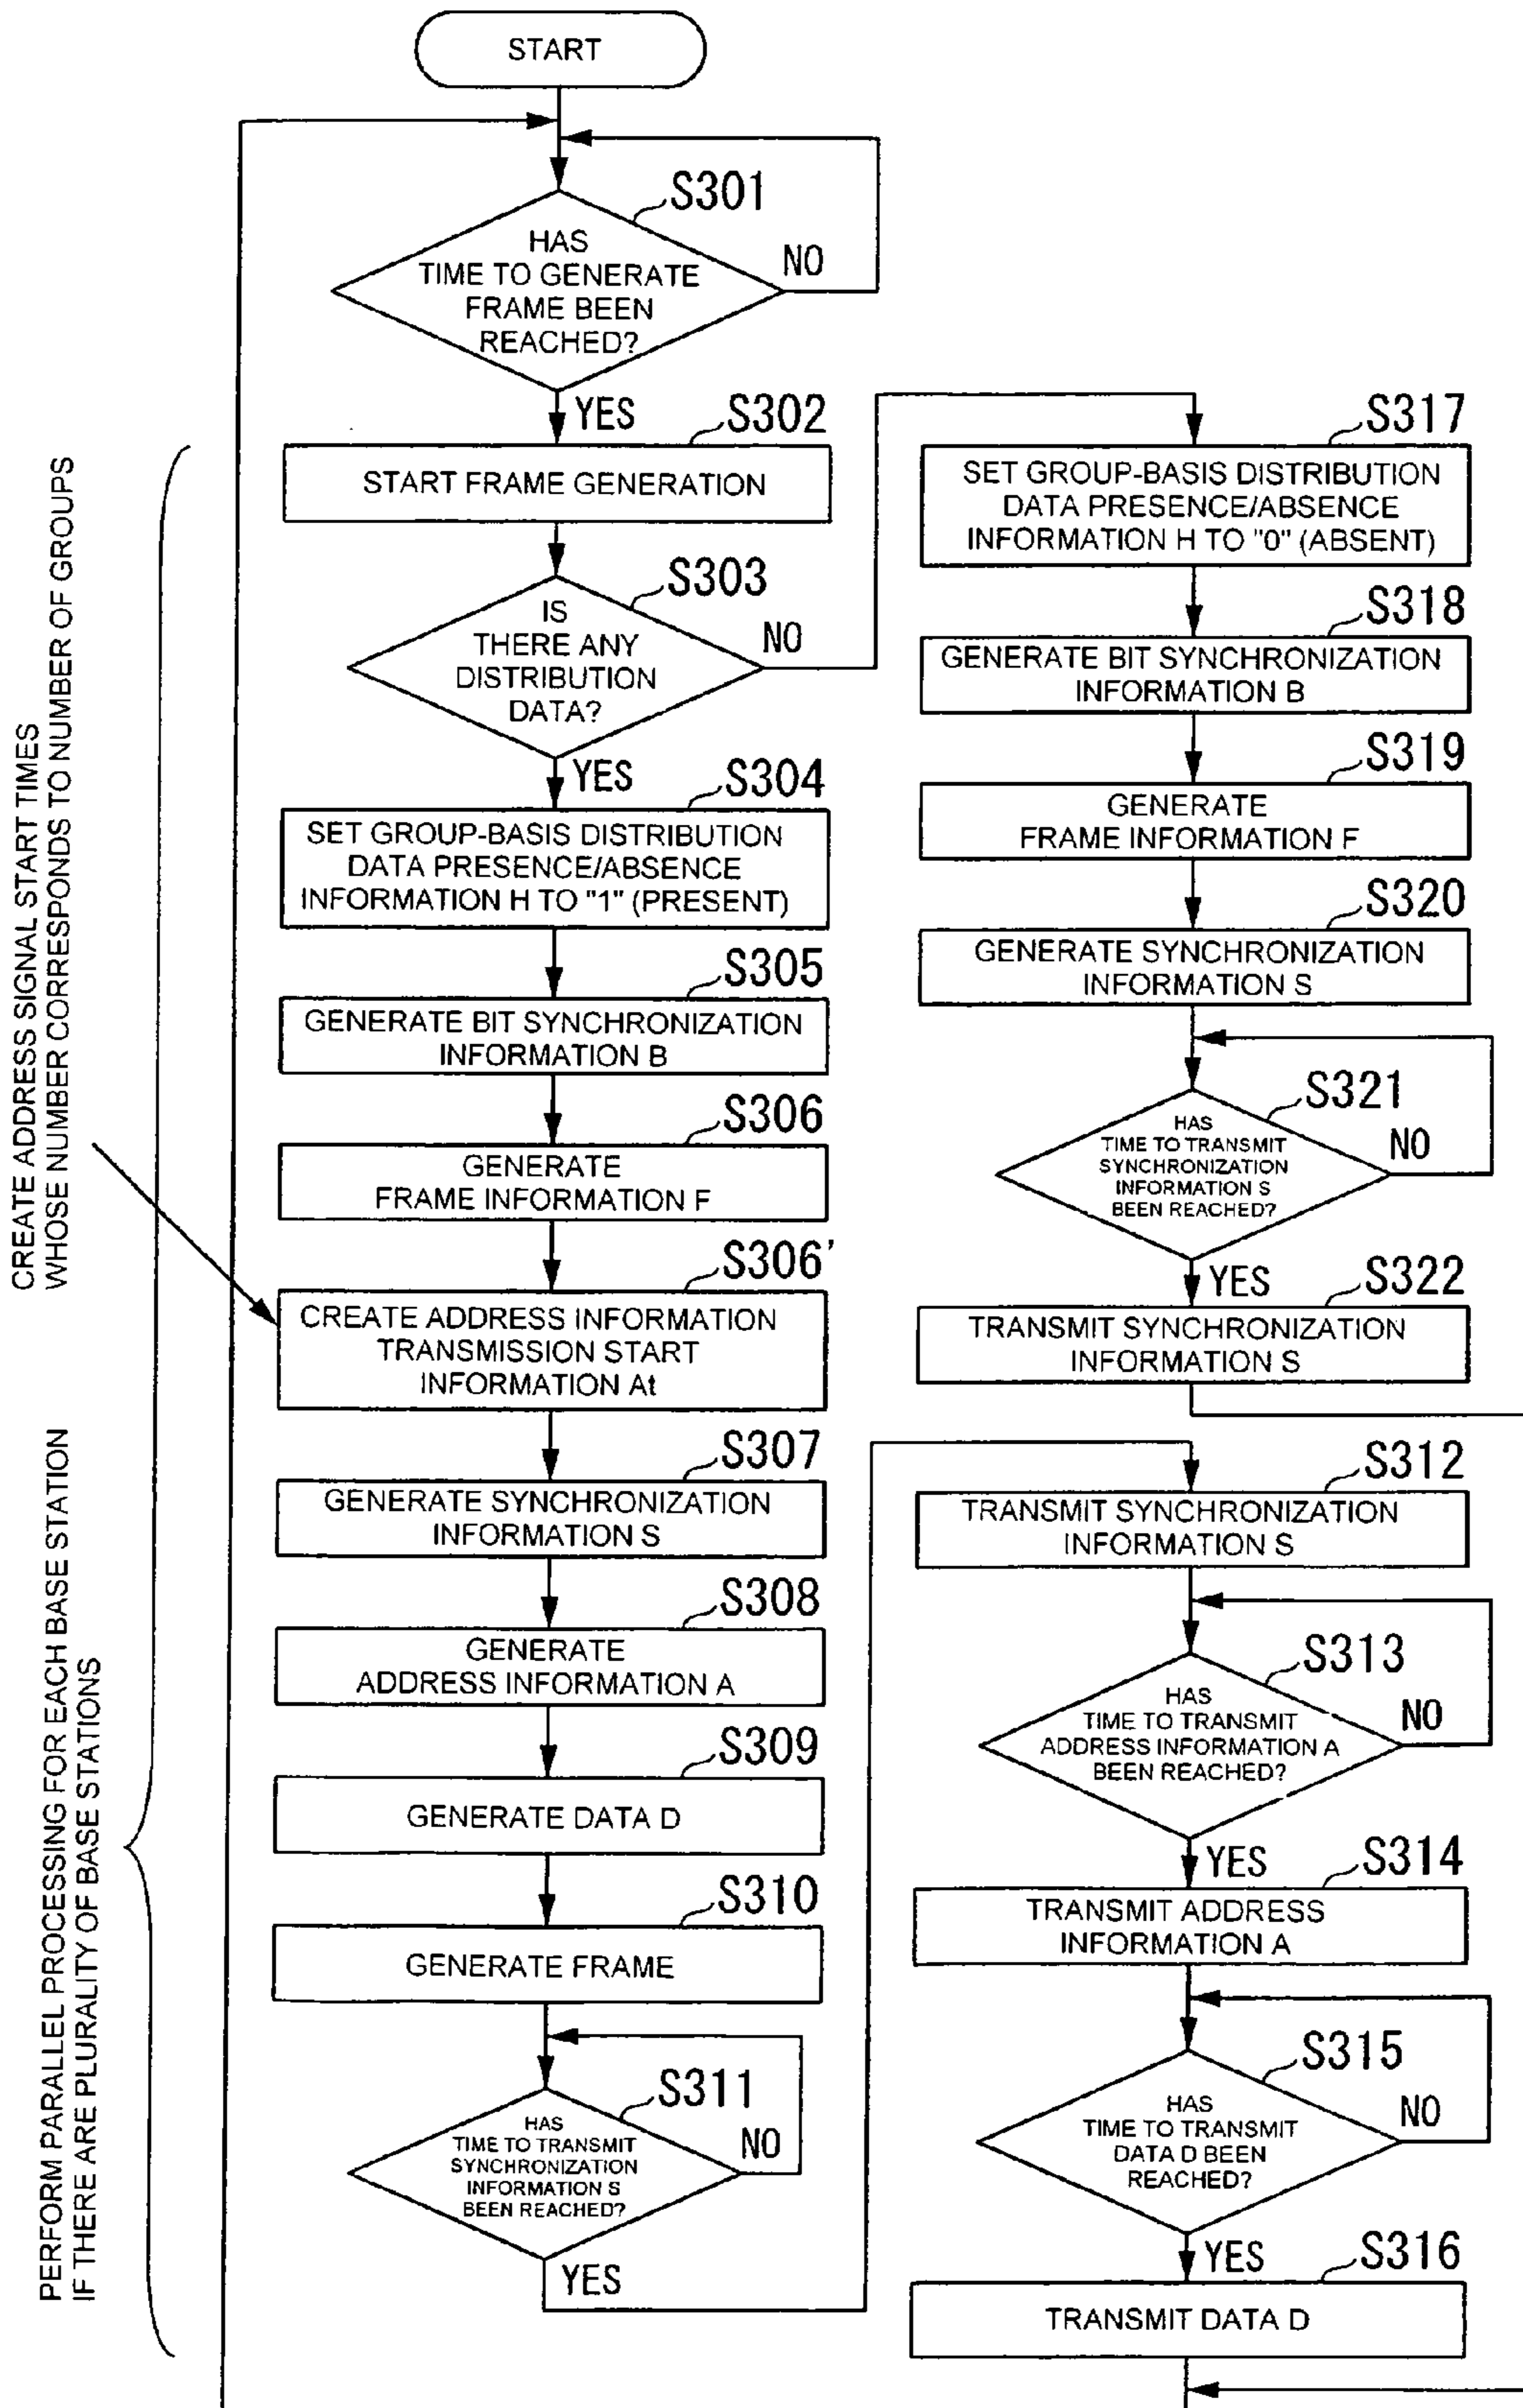 START
S301
HAS
TIME TO GENERATE
FRAME BEEN
REACHED?
NO
YES
S302
START FRAME GENERATION
S303
IS
THERE ANY
DISTRIBUTION
DATA?
NO
YES
S304
SET GROUP-BASIS DISTRIBUTION
DATA PRESENCE/ABSENCE
INFORMATION H TO "1" (PRESENT)
S305
GENERATE BIT SYNCHRONIZATION
INFORMATION B
S306
GENERATE
FRAME INFORMATION F
S306'
CREATE ADDRESS INFORMATION
TRANSMISSION START
INFORMATION At
S307
GENERATE SYNCHRONIZATION
INFORMATION S
S308
GENERATE
ADDRESS INFORMATION A
S309
GENERATE DATA D
S310
GENERATE FRAME
S311
HAS
TIME TO TRANSMIT
SYNCHRONIZATION
INFORMATION S
BEEN REACHED?
NO
YES
S312
TRANSMIT SYNCHRONIZATION
INFORMATION S
S313
HAS
TIME TO TRANSMIT
ADDRESS INFORMATION A
BEEN REACHED?
NO
YES
S314
TRANSMIT ADDRESS
INFORMATION A
S315
HAS
TIME TO TRANSMIT
DATA D BEEN
REACHED?
NO
YES
S316
TRANSMIT DATA D
S317
SET GROUP-BASIS DISTRIBUTION
DATA PRESENCE/ABSENCE
INFORMATION H TO "0" (ABSENT)
S318
GENERATE BIT SYNCHRONIZATION
INFORMATION B
S319
GENERATE
FRAME INFORMATION F
S320
GENERATE SYNCHRONIZATION
INFORMATION S
S321
HAS
TIME TO TRANSMIT
SYNCHRONIZATION
INFORMATION S
BEEN REACHED?
NO
YES
S322
TRANSMIT SYNCHRONIZATION
INFORMATION S
CREATE ADDRESS SIGNAL START TIMES
WHOSE NUMBER CORRESPONDS TO NUMBER OF GROUPS
PERFORM PARALLEL PROCESSING FOR EACH BASE STATION
IF THERE ARE PLURALITY OF BASE STATIONS